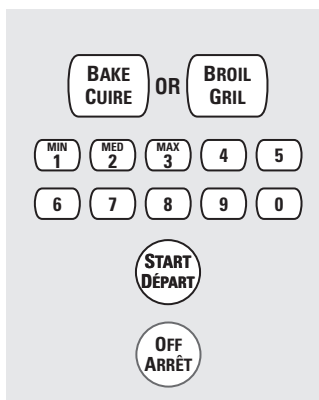 BAKE OR BROIL
CUIRE GRIL
MIN MED MAX
1 2 3 4 5
6 7 8 9 0
START
DÉPART
OFF
ARRÊT